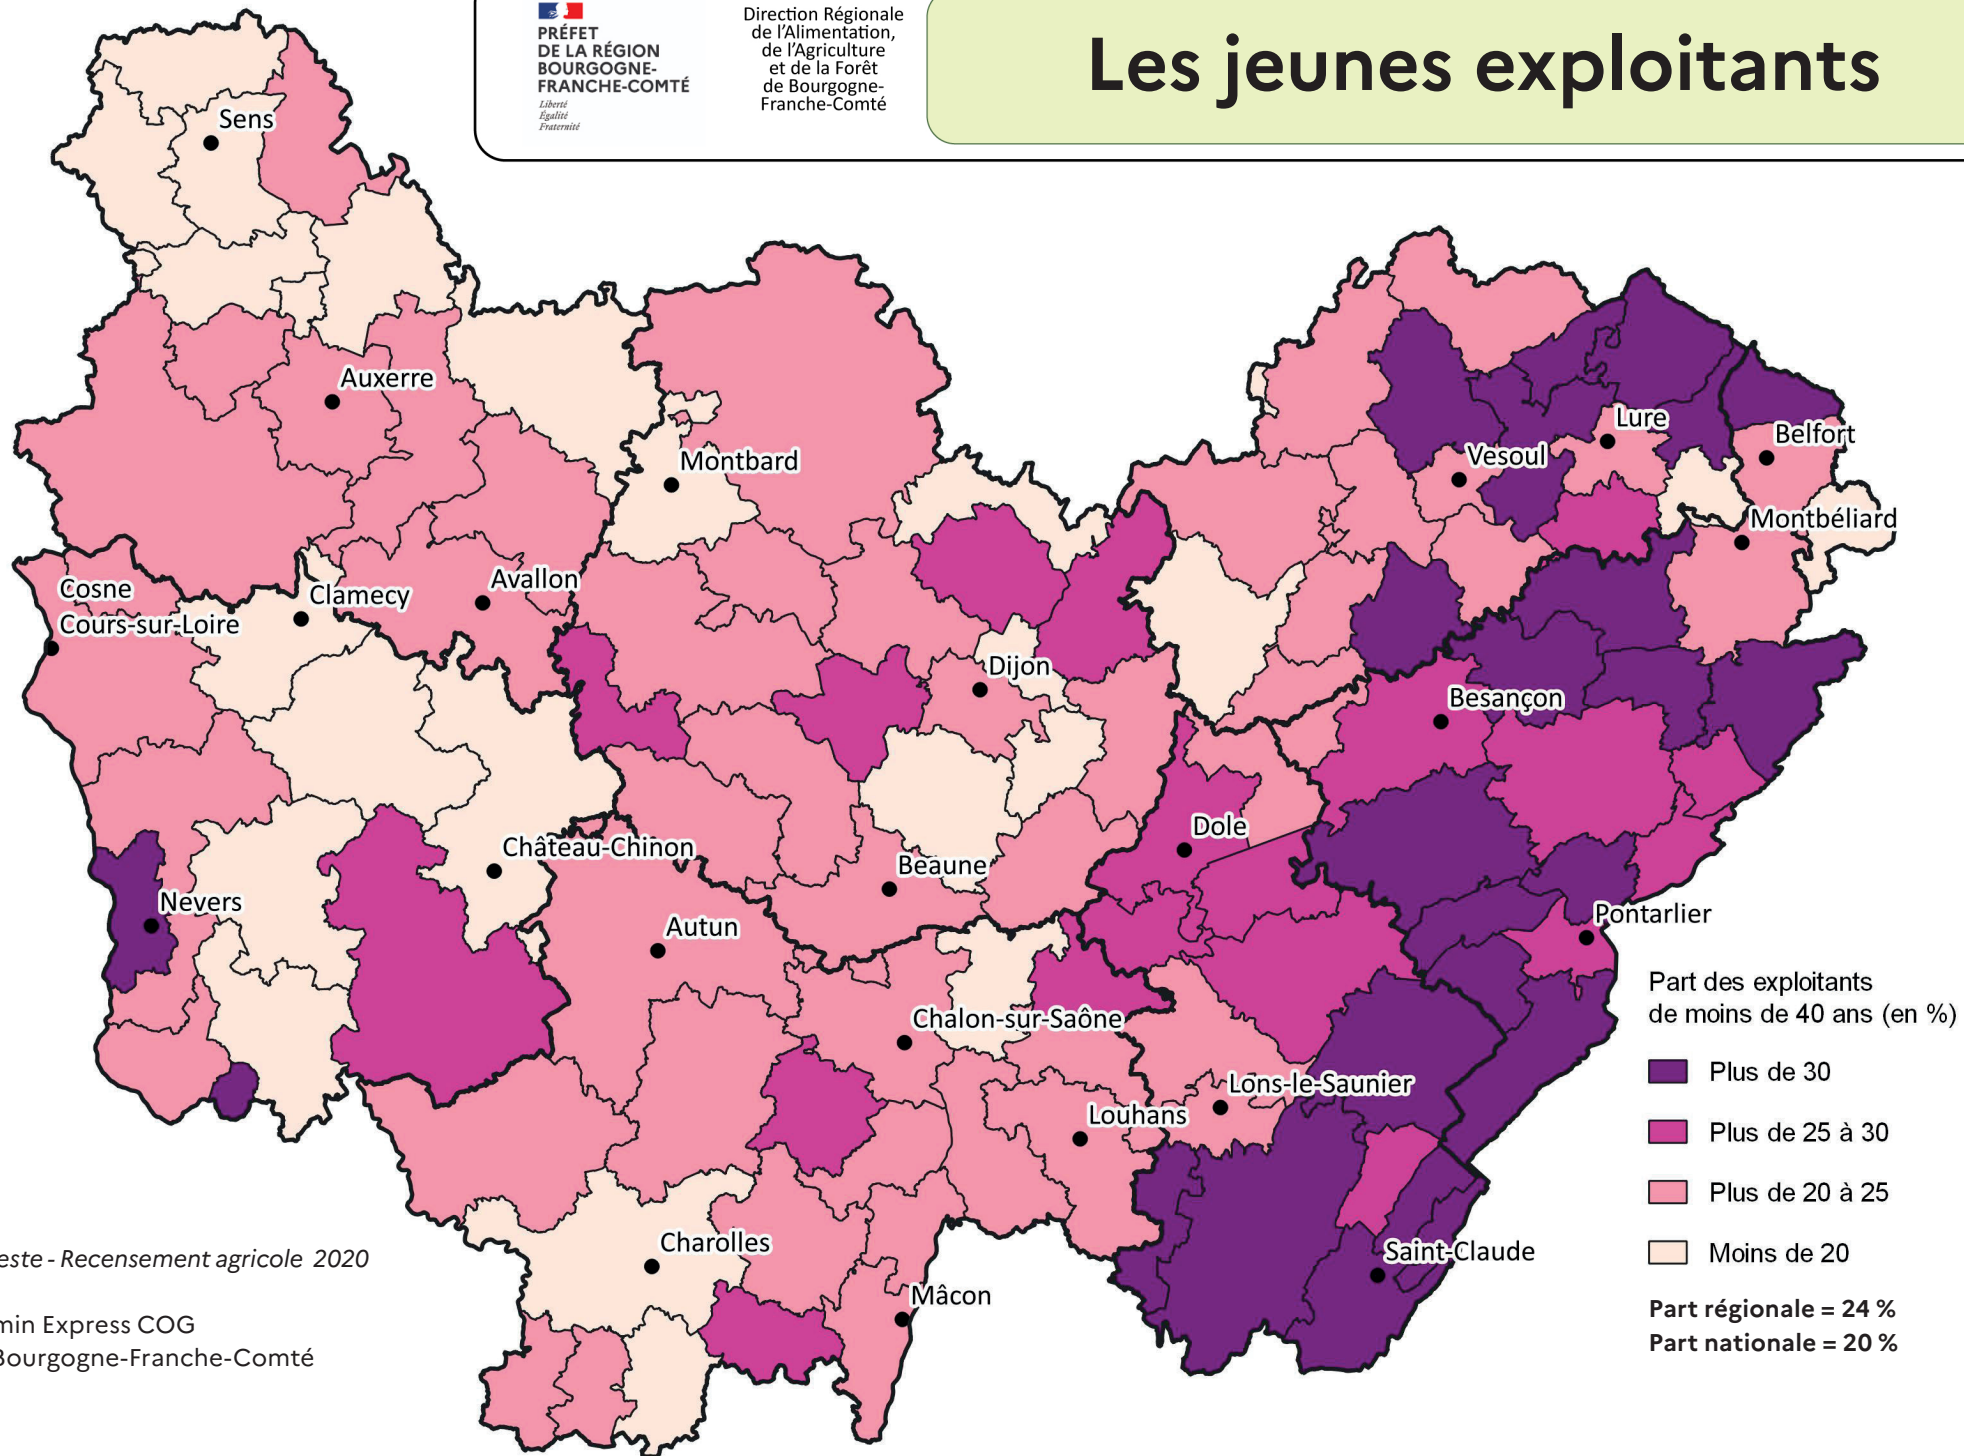 PRÉFET
DE LA RÉGION
BOURGOGNE-
FRANCHE-COMTÉ
Liberté
Égalité
Fraternité
Direction Régionale
de l'Alimentation,
de l'Agriculture
et de la Forêt
de Bourgogne-
Franche-Comté
Les jeunes exploitants
Sens
Auxerre
Montbard
Lure
Belfort
Vesoul
Montbéliard
Cosne
Cours-sur-Loire
Clamecy
Avallon
Dijon
Besançon
Dole
Château-Chinon
Beaune
Nevers
Autun
Pontarlier
Chalon-sur-Saône
Lons-le-Saunier
Louhans
Charolles
Saint-Claude
Mâcon
Part des exploitants
de moins de 40 ans (en %)
Plus de 30
Plus de 25 à 30
Plus de 20 à 25
Moins de 20
Part régionale = 24 %
Part nationale = 20 %
este - Recensement agricole 2020
min Express COG
Bourgogne-Franche-Comté